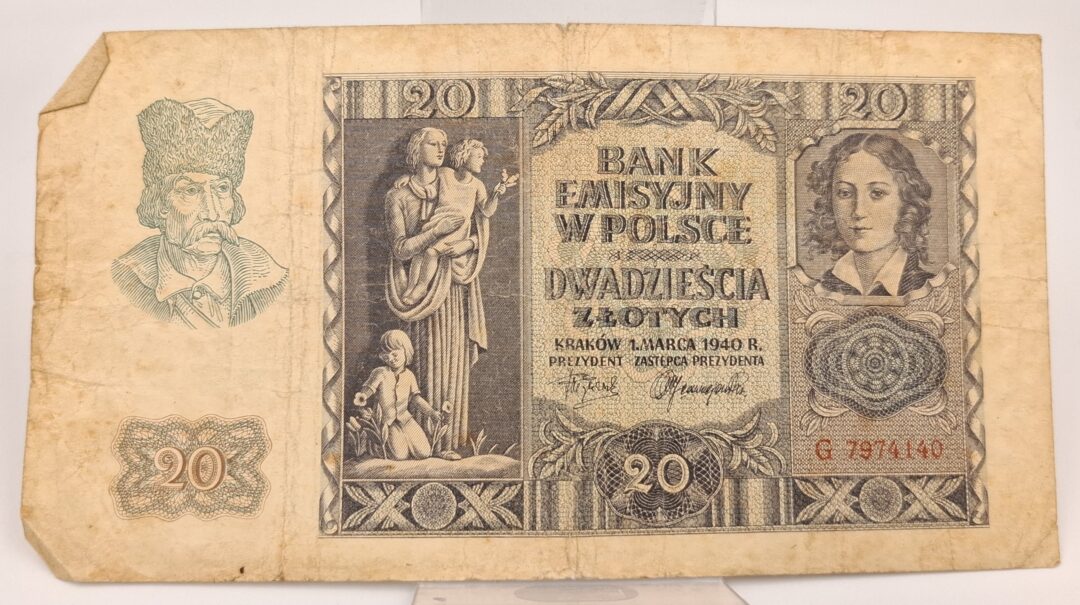 20
20
BANK
EMISYJNY
W POLSCE
DWADZIEŚCIA
ZŁOTYCH
KRAKÓW 1. MARCA 1940 R.
PREZYDENT ZASTĘPCA PREZYDENTA
G 7974140
20
20